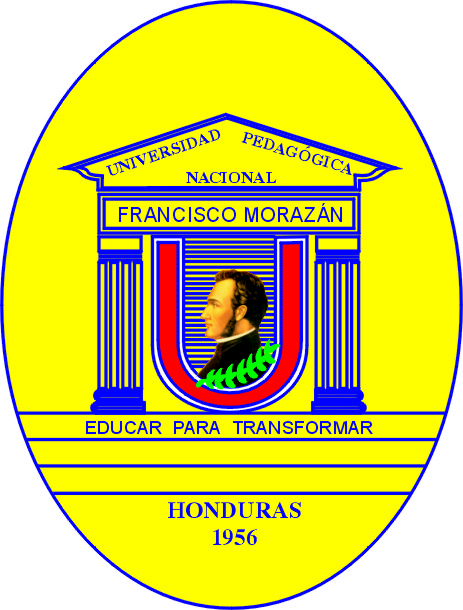 UNIVERSIDAD PEDAGÓGICA
NACIONAL
FRANCISCO MORAZÁN
EDUCAR PARA TRANSFORMAR
HONDURAS
1956